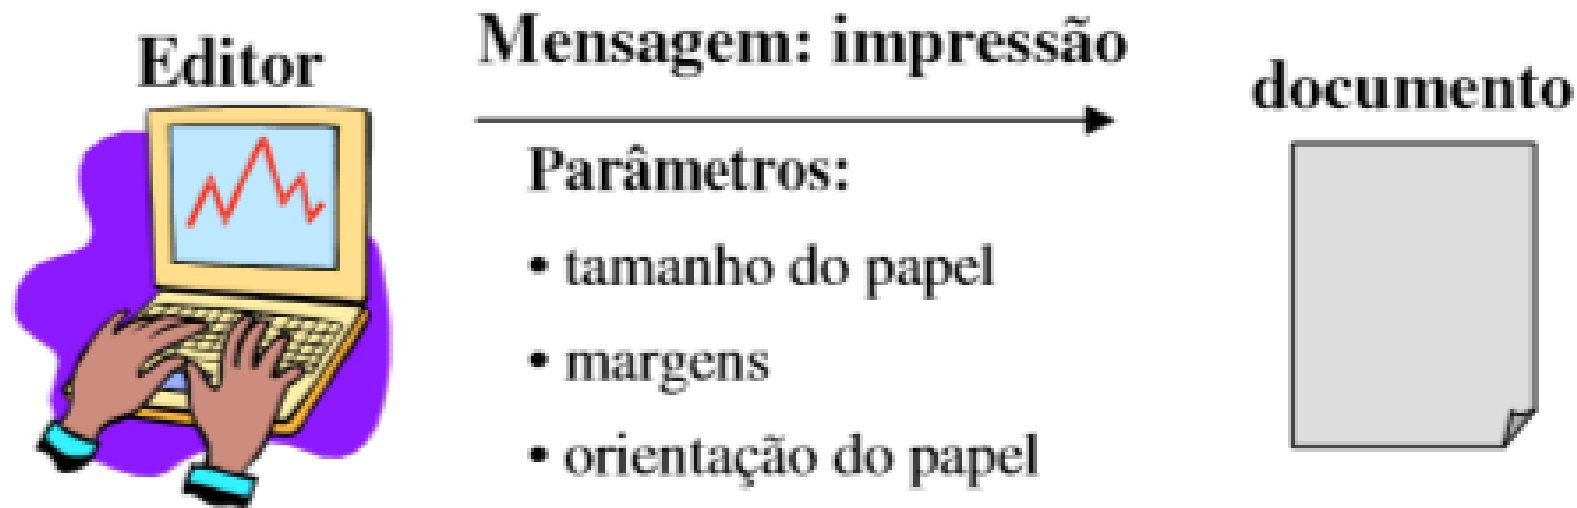 Editor
Mensagem: impressão
documento
Parâmetros:
• tamanho do papel
• margens
• orientação do papel